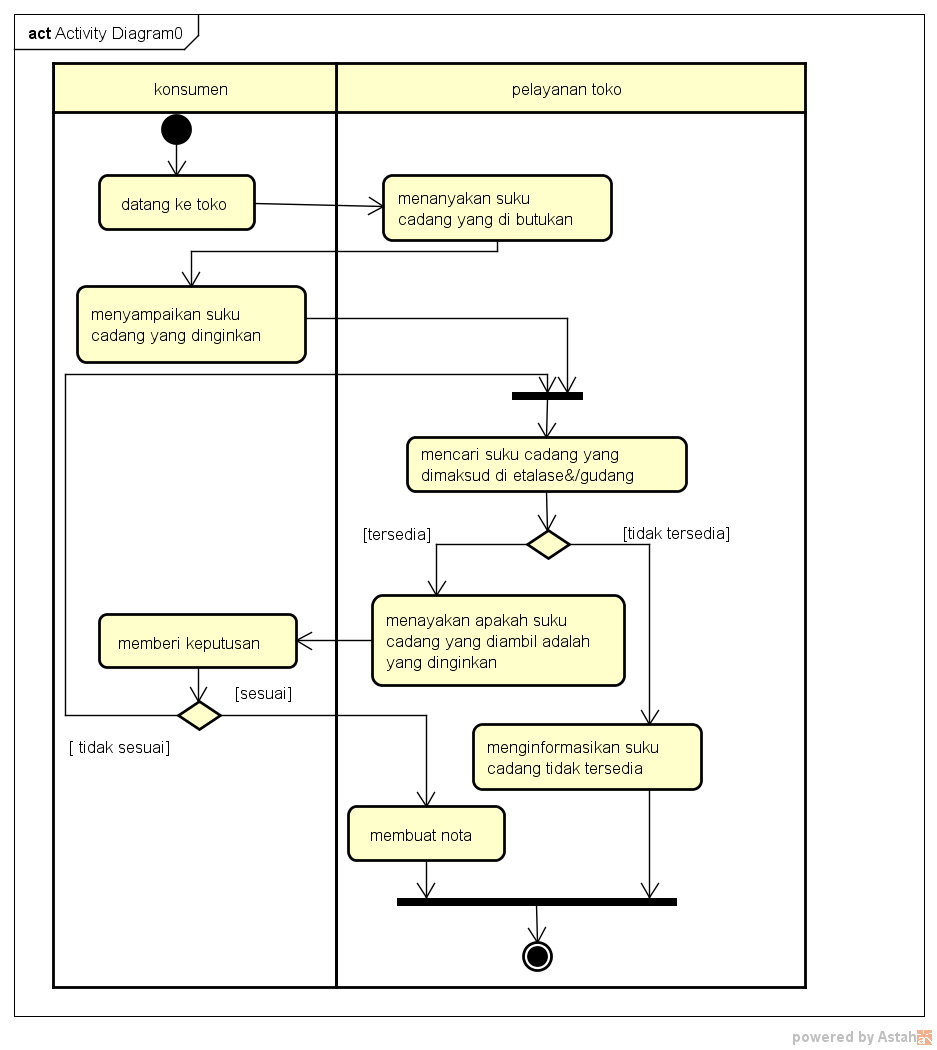 act Activity Diagram0
konsumen
pelayanan toko
datang ke toko
menanyakan suku
cadang yang di butukan
menyampaikan suku
cadang yang dinginkan
mencari suku cadang yang
dimaksud di etalase&/gudang
[tersedia]
[tidak tersedia]
menayakan apakah suku
cadang yang diambil adalah
yang dinginkan
memberi keputusan
[sesuai]
[ tidak sesuai]
menginformasikan suku
cadang tidak tersedia
membuat nota
powered by Astah